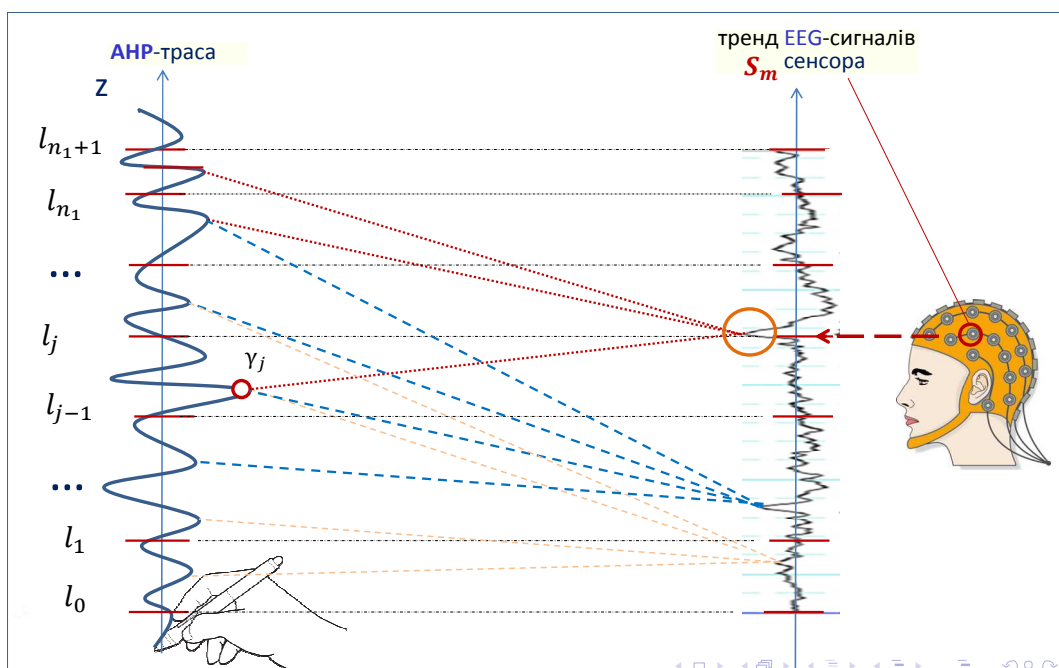 АНР-траса
Z
тренд EEG-сигналів
S_m сенсора
l_{n_1+1}
l_{n_1}
...
l_j
γ_j
l_{j-1}
...
l_1
l_0